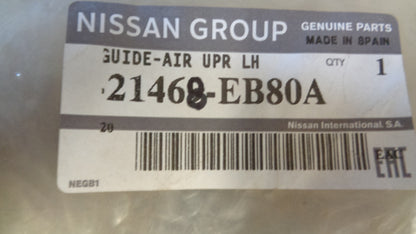 NISSAN GROUP
GENUINE PARTS
MADE IN SPAIN
GUIDE-AIR UPR LH
QTY 1
21468-EB80A
20
Nissan International. S.A.
EAC
NEGB1